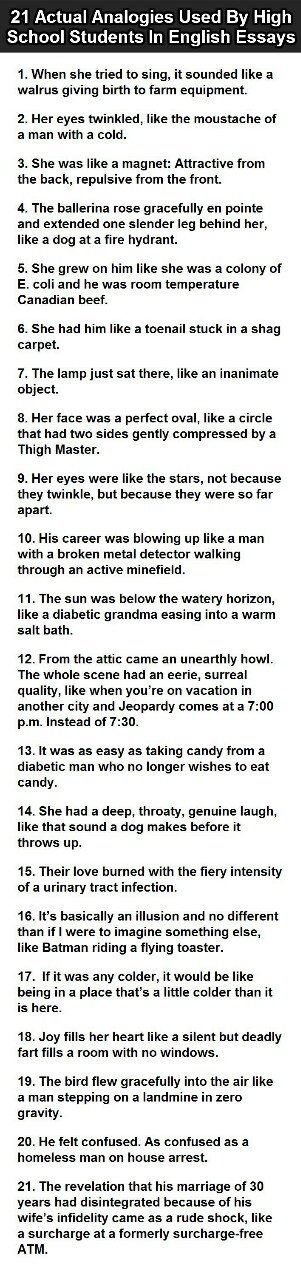 21 Actual Analogies Used By High
School Students In English Essays
1. When she tried to sing, it sounded like a
walrus giving birth to farm equipment.
2. Her eyes twinkled, like the moustache of
a man with a cold.
3. She was like a magnet: Attractive from
the back, repulsive from the front.
4. The ballerina rose gracefully en pointe
and extended one slender leg behind her,
like a dog at a fire hydrant.
5. She grew on him like she was a colony of
E. coli and he was room temperature
Canadian beef.
6. She had him like a toenail stuck in a shag
carpet.
7. The lamp just sat there, like an inanimate
object.
8. Her face was a perfect oval, like a circle
that had two sides gently compressed by a
Thigh Master.
9. Her eyes were like the stars, not because
they twinkle, but because they were so far
apart.
10. His career was blowing up like a man
with a broken metal detector walking
through an active minefield.
11. The sun was below the watery horizon,
like a diabetic grandma easing into a warm
salt bath.
12. From the attic came an unearthly howl.
The whole scene had an eerie, surreal
quality, like when you're on vacation in
another city and Jeopardy comes at a 7:00
p.m. Instead of 7:30.
13. It was as easy as taking candy from a
diabetic man who no longer wishes to eat
candy.
14. She had a deep, throaty, genuine laugh,
like that sound a dog makes before it
throws up.
15. Their love burned with the fiery intensity
of a urinary tract infection.
16. It's basically an illusion and no different
than if I were to imagine something else,
like Batman riding a flying toaster.
17. If it was any colder, it would be like
being in a place that's a little colder than it
is here.
18. Joy fills her heart like a silent but deadly
fart fills a room with no windows.
19. The bird flew gracefully into the air like
a man stepping on a landmine in zero
gravity.
20. He felt confused. As confused as a
homeless man on house arrest.
21. The revelation that his marriage of 30
years had disintegrated because of his
wife's infidelity came as a rude shock, like
a surcharge at a formerly surcharge-free
ATM.